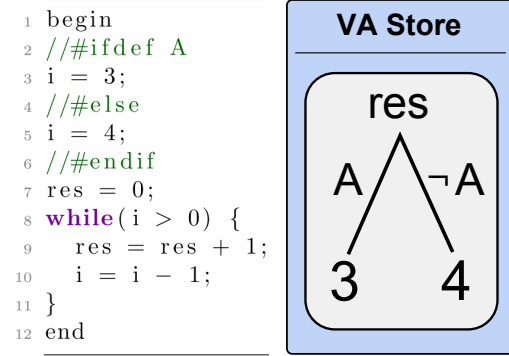 1 begin
2 //#ifdef A
3 i = 3;
4 //#else
5 i = 4;
6 //#endif
7 res = 0;
8 while(i > 0) {
9 res = res + 1;
10 i = i − 1;
11 }
12 end
VA Store
res
A ¬A
3 4